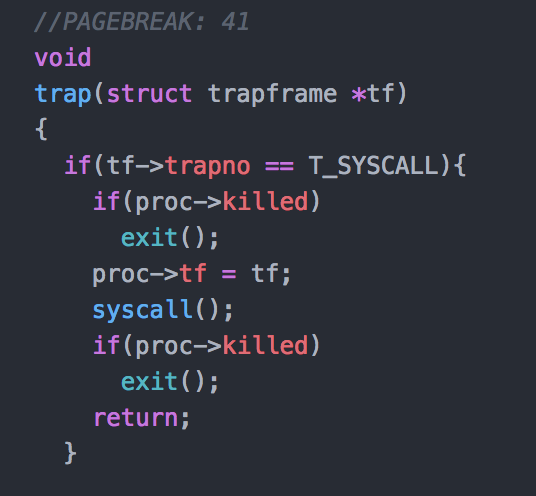 //PAGEBREAK: 41
void
trap(struct trapframe *tf)
{
  if(tf->trapno == T_SYSCALL){
    if(proc->killed)
      exit();
    proc->tf = tf;
    syscall();
    if(proc->killed)
      exit();
    return;
  }